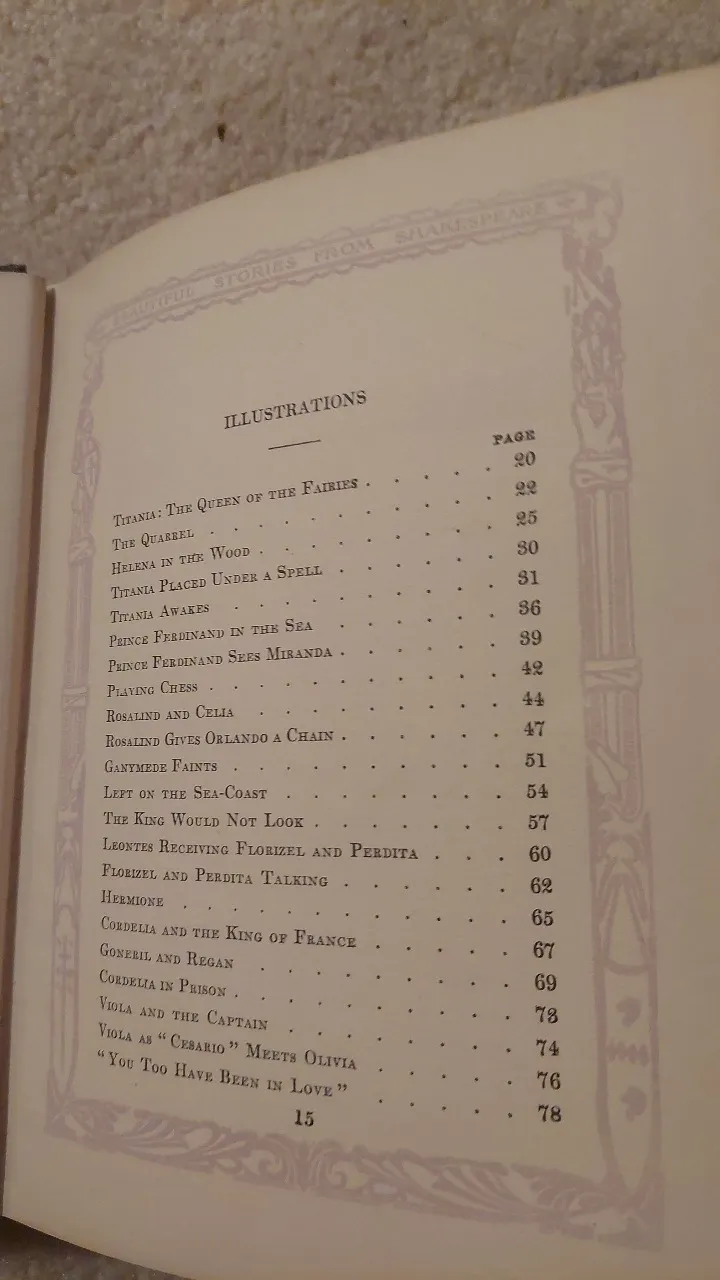 BEAUTIFUL STORIES FROM SHAKESPEARE
ILLUSTRATIONS
PAGE
Titania: The Queen of the Fairies . . . . . 20
The Quarrel . . . . . . . . 22
Helena in the Wood . . . . . . . 25
Titania Placed Under a Spell . . . . . 30
Titania Awakes . . . . . . . 31
Prince Ferdinand in the Sea . . . . . 36
Prince Ferdinand Sees Miranda . . . . . 39
Playing Chess . . . . . . . . 42
Rosalind and Celia . . . . . . . 44
Rosalind Gives Orlando a Chain . . . . . 47
Ganymede Faints . . . . . . . . 51
Left on the Sea-Coast . . . . . . 54
The King Would Not Look . . . . . . 57
Leontes Receiving Florizel and Perdita . . . 60
Florizel and Perdita Talking . . . . . 62
Hermione . . . . . . . . . 65
Cordelia and the King of France . . . . 67
Goneril and Regan . . . . . . . 69
Cordelia in Prison . . . . . . . . 73
Viola and the Captain . . . . . . 74
Viola as “Cesario” Meets Olivia . . . . 76
“You Too Have Been in Love” . . . . 78
15